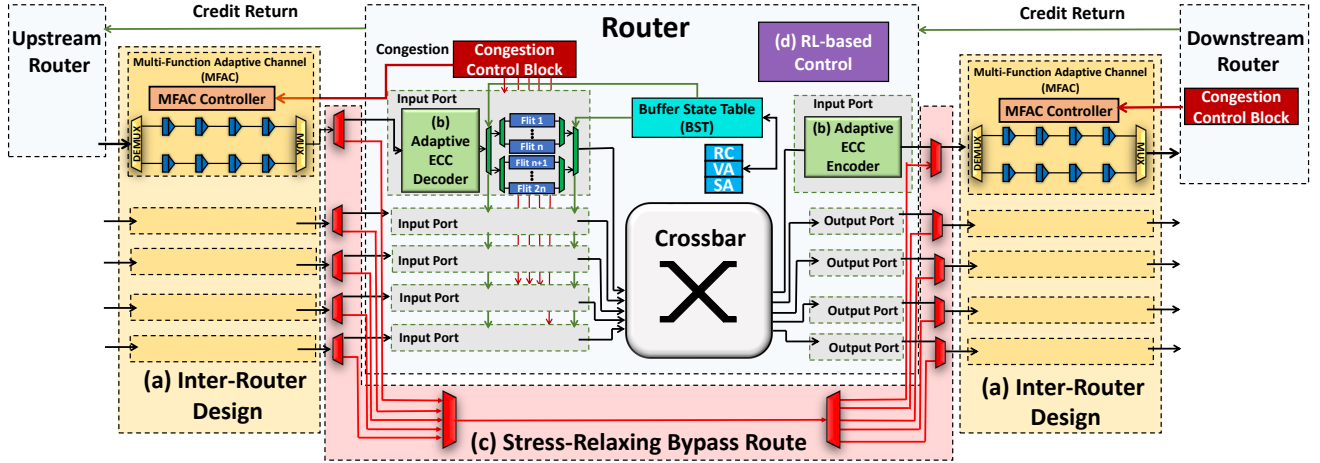 Credit Return
Router
Credit Return
Upstream
Router
Downstream
Router
Multi-Function Adaptive Channel
(MFAC)
MFAC Controller
DEMUX
MUX
Congestion
Congestion
Control Block
(d) RL-based
Control
Input Port
(b)
Adaptive
ECC
Decoder
Flit 1
Flit n
Flit n+1
Flit 2n
Buffer State Table
(BST)
RC
VA
SA
Input Port
(b) Adaptive
ECC
Encoder
Multi-Function Adaptive Channel
(MFAC)
MFAC Controller
DEMUX
MUX
Congestion
Control Block
Input Port
Input Port
Input Port
Input Port
Crossbar
Output Port
Output Port
Output Port
Output Port
(a) Inter-Router
Design
(c) Stress-Relaxing Bypass Route
(a) Inter-Router
Design